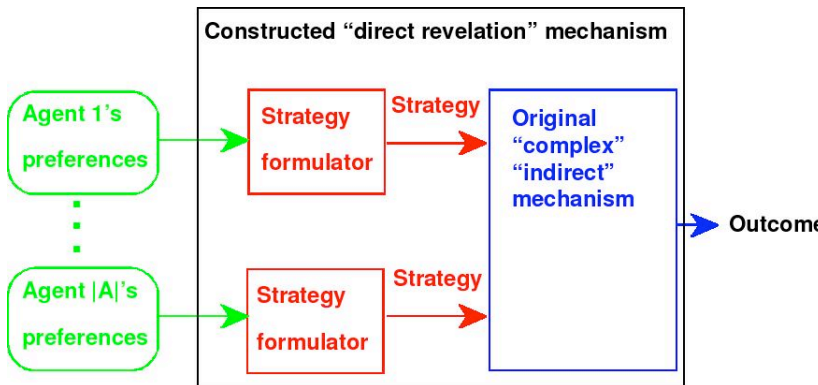 Constructed “direct revelation” mechanism
Agent 1’s
preferences
Strategy
formulator
Strategy
Original
“complex”
“indirect”
mechanism
Outcome
Agent |A|’s
preferences
Strategy
formulator
Strategy